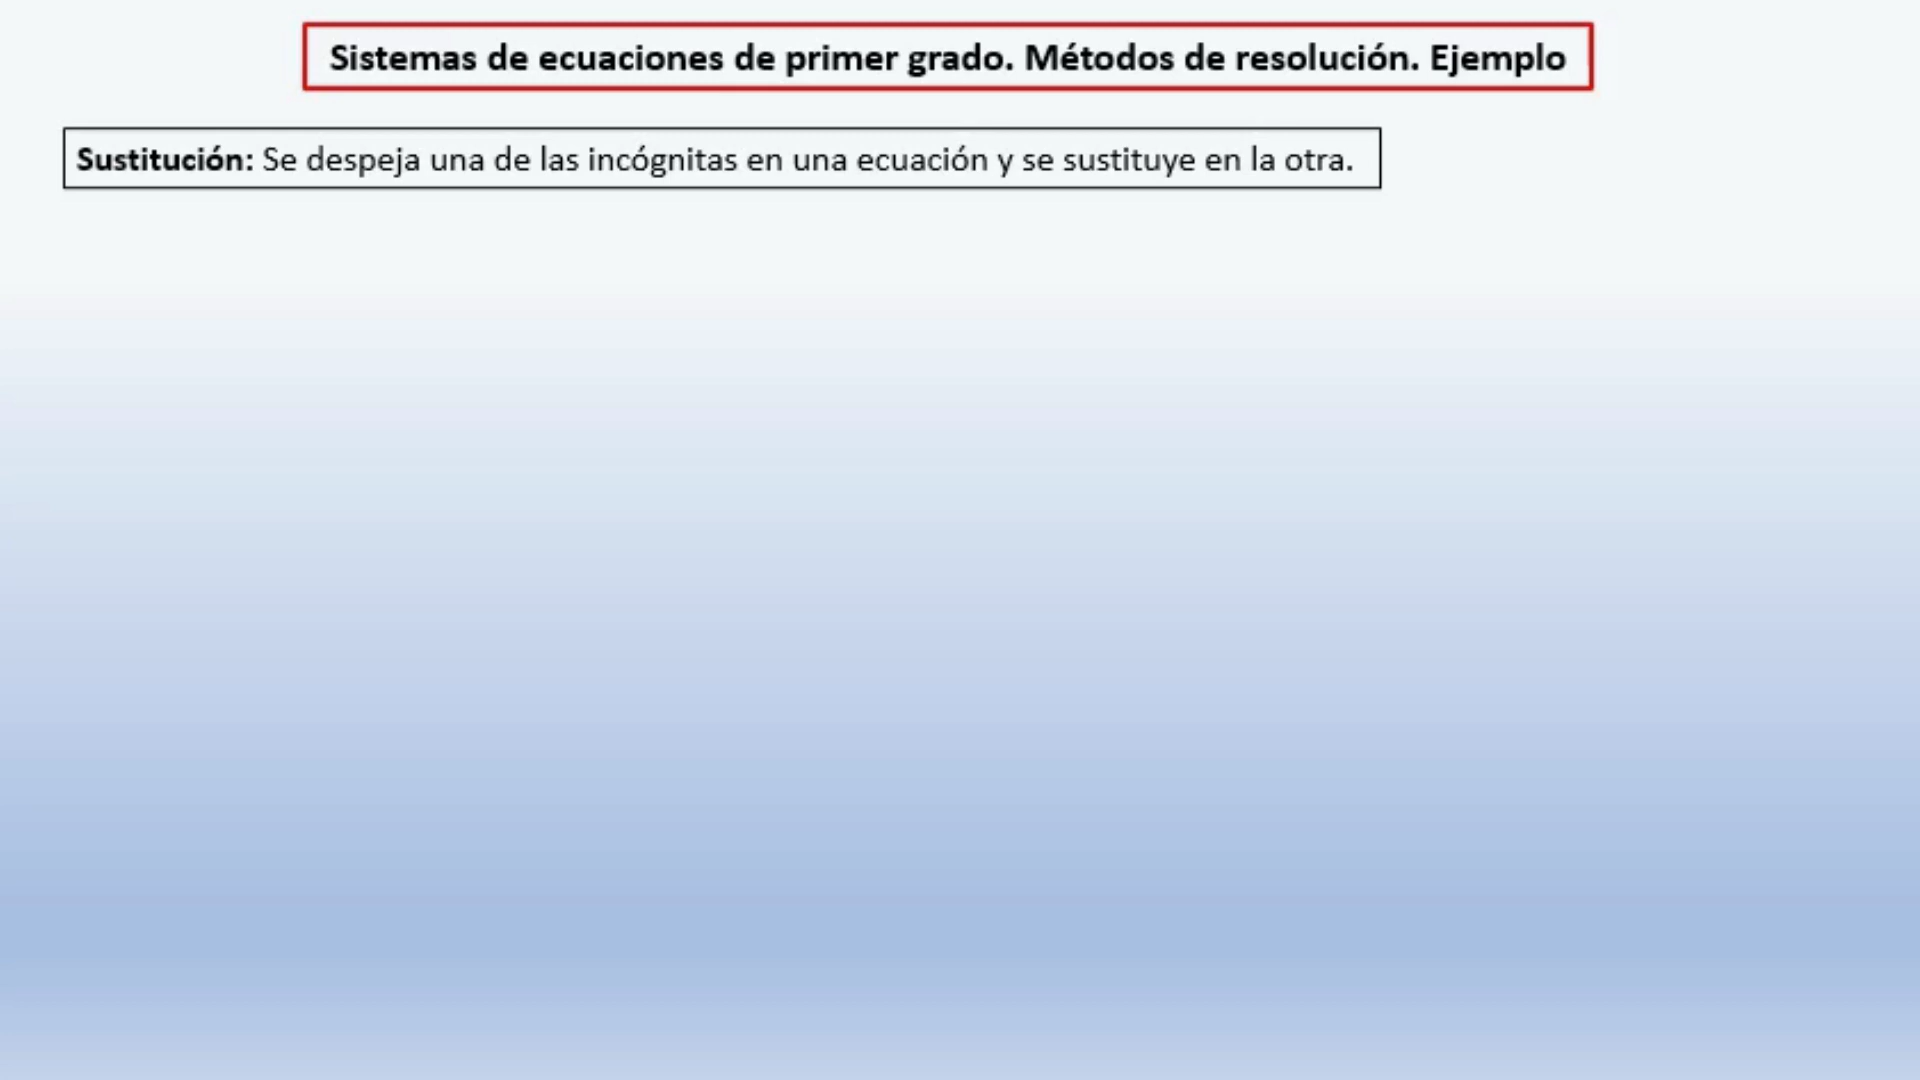 Sistemas de ecuaciones de primer grado. Métodos de resolución. Ejemplo
Sustitución: Se despeja una de las incógnitas en una ecuación y se sustituye en la otra.